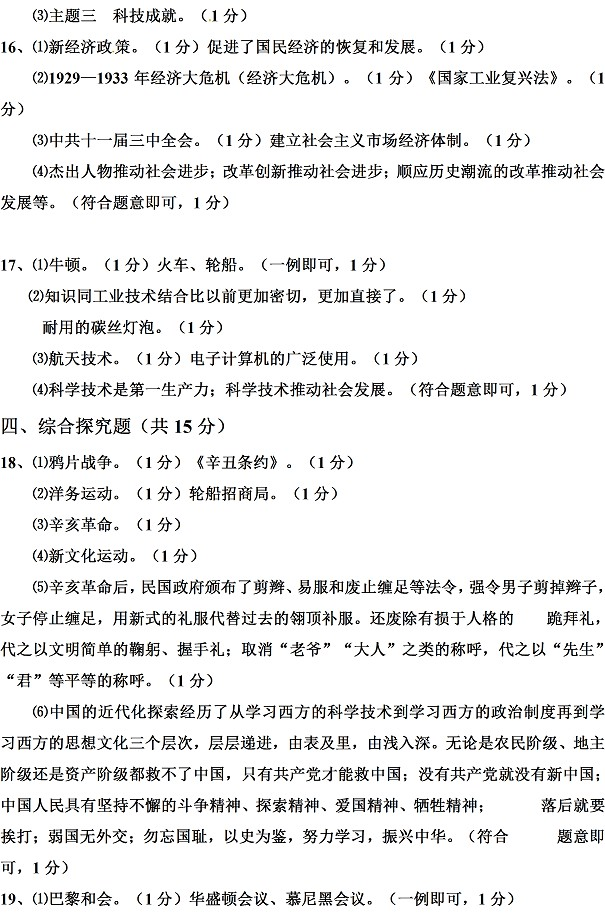 ⑶主题三　科技成就。（1 分）
16、⑴新经济政策。（1 分）促进了国民经济的恢复和发展。（1 分）
⑵1929—1933 年经济大危机（经济大危机）。（1 分）《国家工业复兴法》。（1
分）
⑶中共十一届三中全会。（1 分）建立社会主义市场经济体制。（1 分）
⑷杰出人物推动社会进步；改革创新推动社会进步；顺应历史潮流的改革推动社会
发展等。（符合题意即可，1 分）
17、⑴牛顿。（1 分）火车、轮船。（一例即可，1 分）
⑵知识同工业技术结合比以前更加密切，更加直接了。（1 分）
耐用的碳丝灯泡。（1 分）
⑶航天技术。（1 分）电子计算机的广泛使用。（1 分）
⑷科学技术是第一生产力；科学技术推动社会发展。（符合题意即可，1 分）
四、综合探究题（共 15 分）
18、⑴鸦片战争。（1 分）《辛丑条约》。（1 分）
⑵洋务运动。（1 分）轮船招商局。（1 分）
⑶辛亥革命。（1 分）
⑷新文化运动。（1 分）
⑸辛亥革命后，民国政府颁布了剪辫、易服和废止缠足等法令，强令男子剪掉辫子，
女子停止缠足，用新式的礼服代替过去的翎顶补服。还废除有损于人格的　　跪拜礼，
代之以文明简单的鞠躬、握手礼；取消“老爷”“大人”之类的称呼，代之以“先生”
“君”等平等的称呼。（1 分）
⑹中国的近代化探索经历了从学习西方的科学技术到学习西方的政治制度再到学
习西方的思想文化三个层次，层层递进，由表及里，由浅入深。无论是农民阶级、地主
阶级还是资产阶级都救不了中国，只有共产党才能救中国；没有共产党就没有新中国；
中国人民具有坚持不懈的斗争精神、探索精神、爱国精神、牺牲精神；　　　落后就要
挨打；弱国无外交；勿忘国耻，以史为鉴，努力学习，振兴中华。（符合　　　题意即
可，1 分）
19、⑴巴黎和会。（1 分）华盛顿会议、慕尼黑会议。（一例即可，1 分）